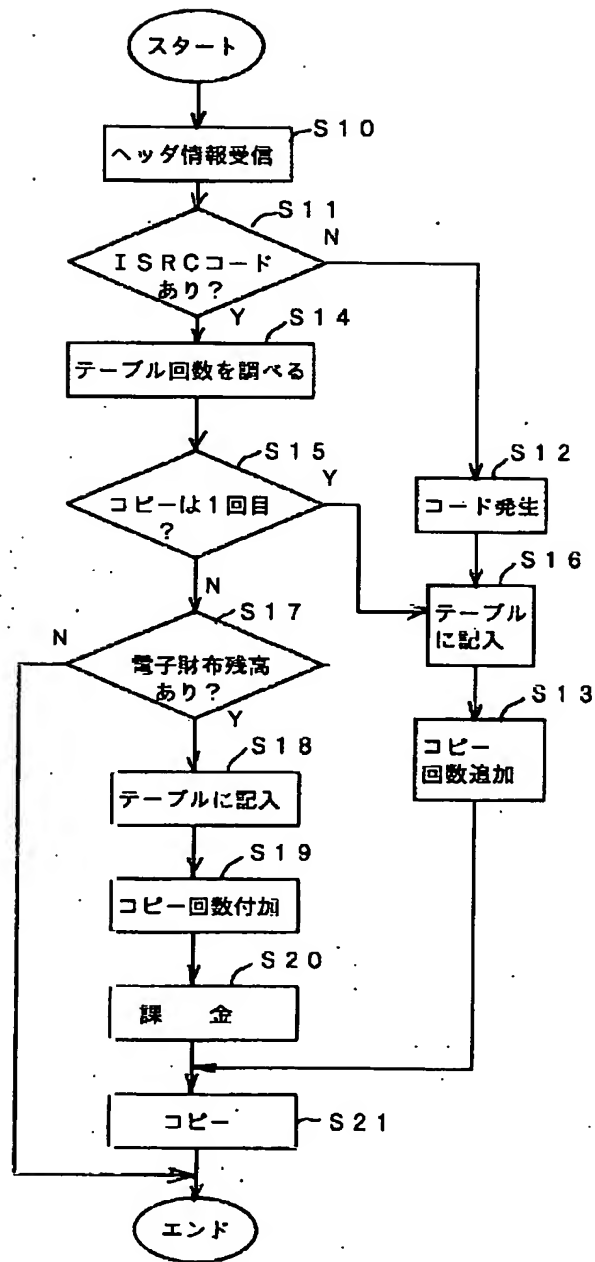 スタート
S10
ヘッダ情報受信
S11
N
ISRCコード
あり?
Y
S14
テーブル回数を調べる
S15
Y
コピーは1回目
?
S12
コード発生
N
S16
テーブル
に記入
S17
N
電子財布残高
あり?
Y
S13
コピー
回数追加
S18
テーブルに記入
S19
コピー回数付加
S20
課 金
コピー
S21
エンド